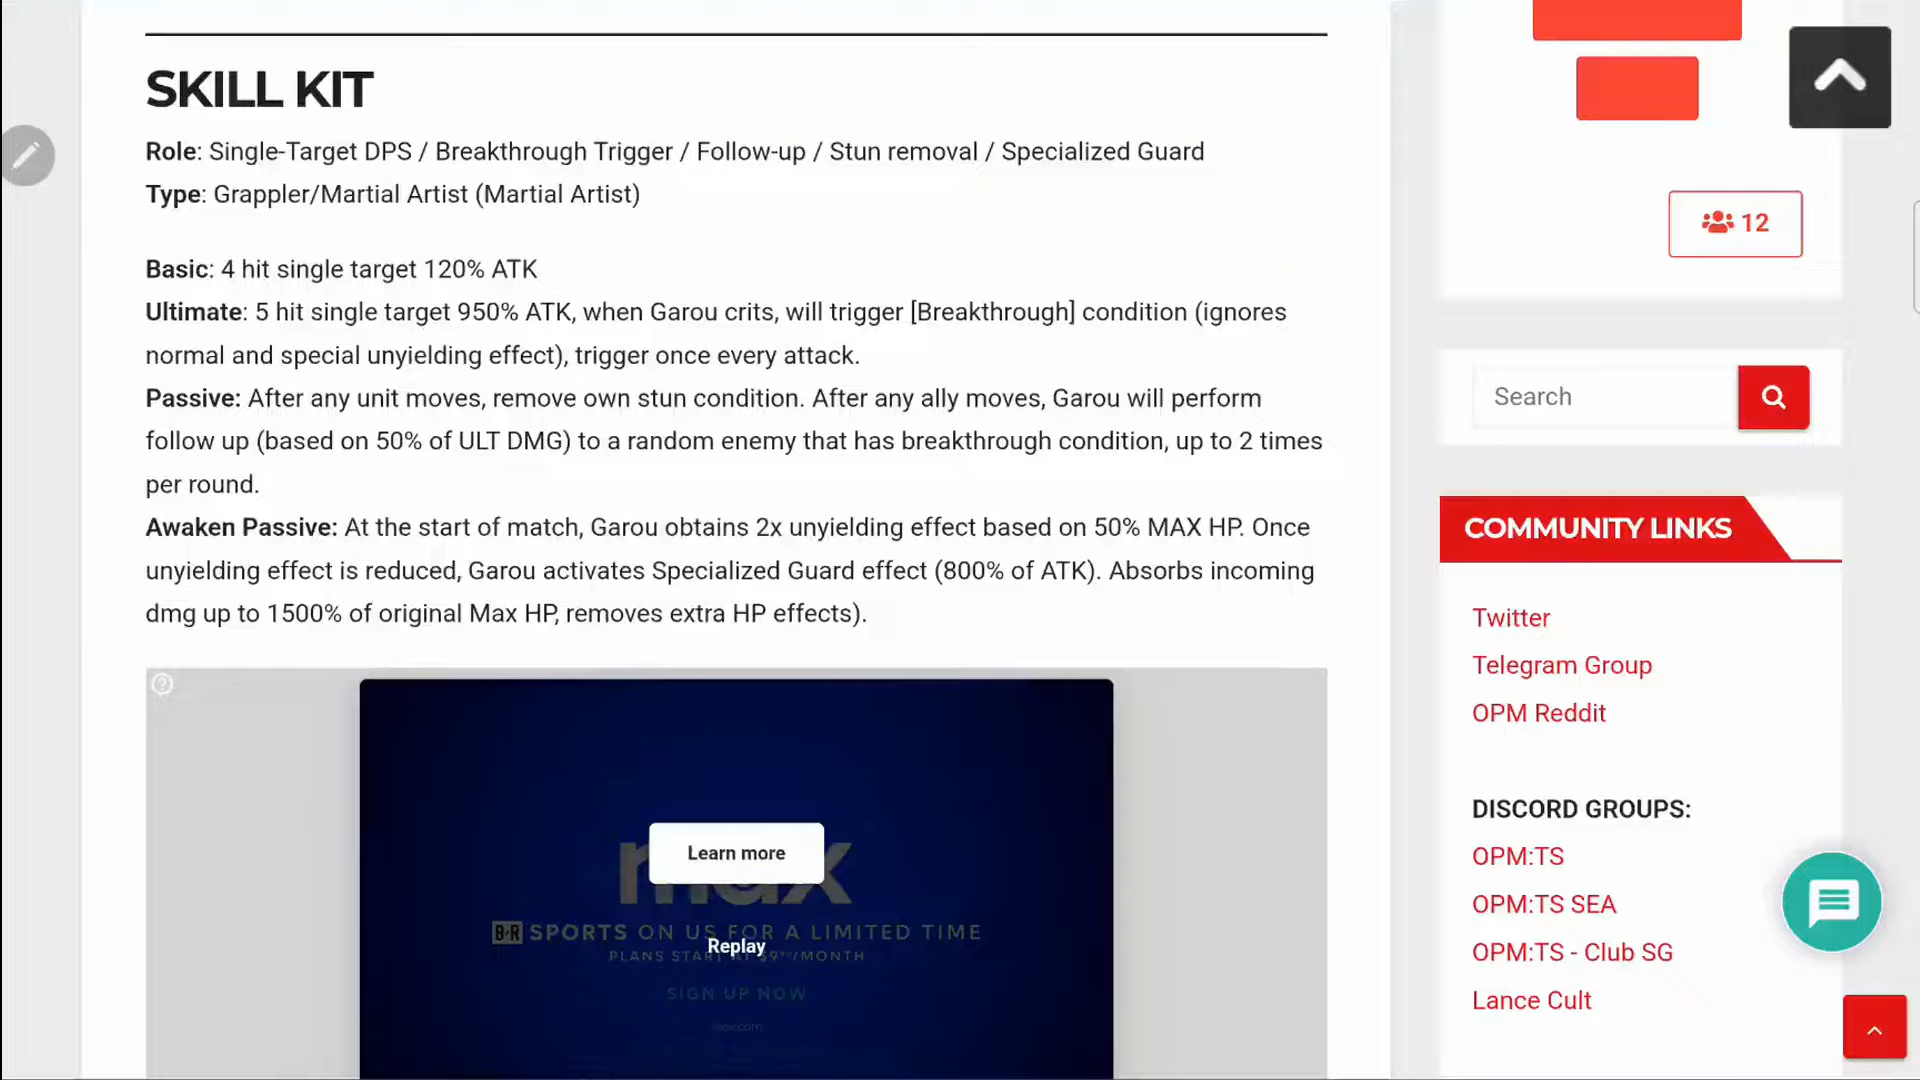 SKILL KIT
Role: Single-Target DPS / Breakthrough Trigger / Follow-up / Stun removal / Specialized Guard
Type: Grappler/Martial Artist (Martial Artist)
Basic: 4 hit single target 120% ATK
Ultimate: 5 hit single target 950% ATK, when Garou crits, will trigger [Breakthrough] condition (ignores
normal and special unyielding effect), trigger once every attack.
Passive: After any unit moves, remove own stun condition. After any ally moves, Garou will perform
follow up (based on 50% of ULT DMG) to a random enemy that has breakthrough condition, up to 2 times
per round.
Awaken Passive: At the start of match, Garou obtains 2x unyielding effect based on 50% MAX HP. Once
unyielding effect is reduced, Garou activates Specialized Guard effect (800% of ATK). Absorbs incoming
dmg up to 1500% of original Max HP, removes extra HP effects).
Learn more
max
B/R SPORTS ON US FOR A LIMITED TIME
Replay
PLANS START AT /MONTH
SIGN UP NOW
12
Search
COMMUNITY LINKS
Twitter
Telegram Group
OPM Reddit
DISCORD GROUPS:
OPM:TS
OPM:TS SEA
OPM:TS - Club SG
Lance Cult